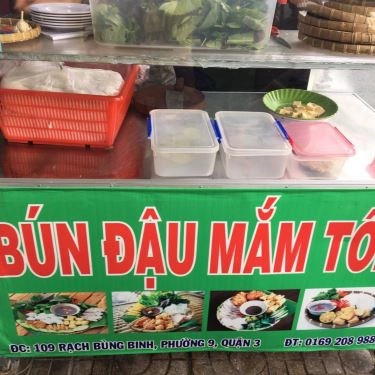 BÚN ĐẬU MẮM TÔ
ĐC: 109 RẠCH BÙNG BINH, PHƯỜNG 9, QUẬN 3 ĐT: 0169 208 988